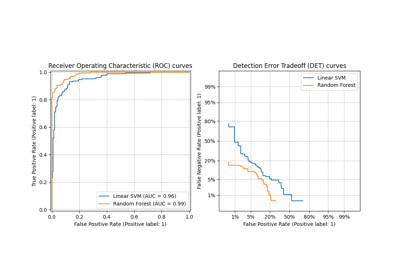 Receiver Operating Characteristic (ROC) curves
1.0
0.8
0.6
0.4
0.2
0.0
0.0 0.2 0.4 0.6 0.8 1.0
True Positive Rate (Positive label: 1)
False Positive Rate (Positive label: 1)
Linear SVM (AUC = 0.96)
Random Forest (AUC = 0.99)
Detection Error Tradeoff (DET) curves
99%
95%
80%
50%
20%
5%
1%
1% 5% 20% 50% 80% 95% 99%
False Negative Rate (Positive label: 1)
False Positive Rate (Positive label: 1)
Linear SVM
Random Forest